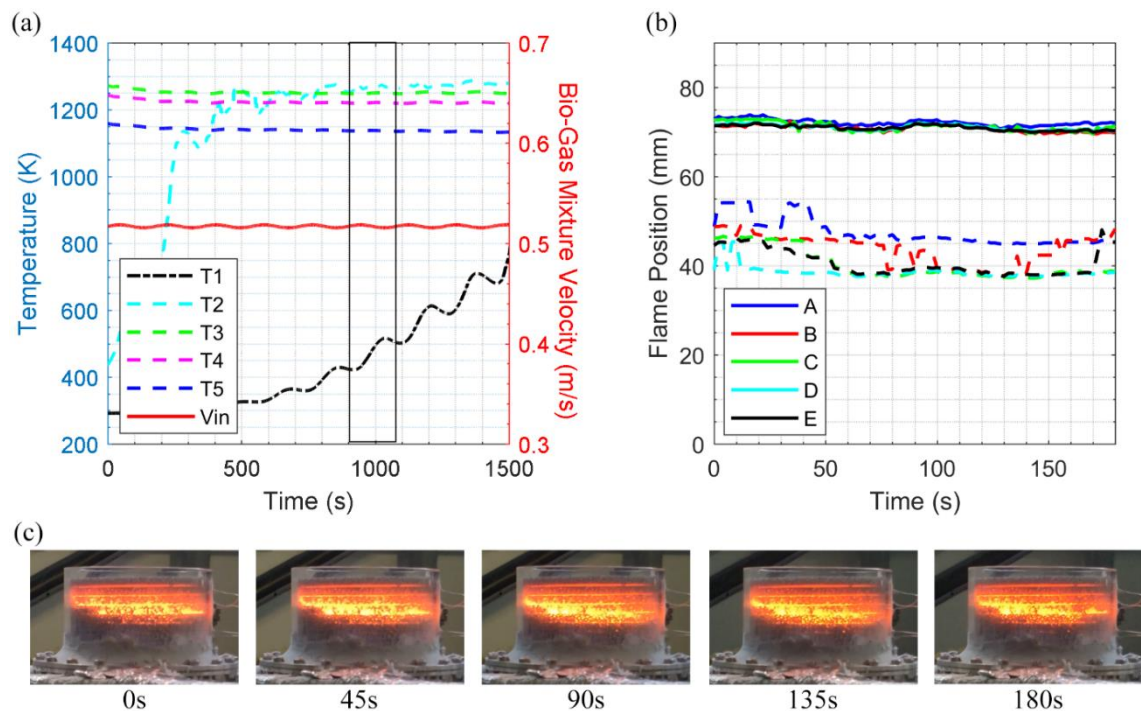 (a)
1400
1200
1000
800
600
400
200
Temperature (K)
0
500
1000
1500
Time (s)
0.7
0.6
0.5
0.4
0.3
Bio-Gas Mixture Velocity (m/s)
T1
T2
T3
T4
T5
Vin
(b)
80
60
40
20
0
Flame Position (mm)
0
50
100
150
Time (s)
A
B
C
D
E
(c)
0s
45s
90s
135s
180s